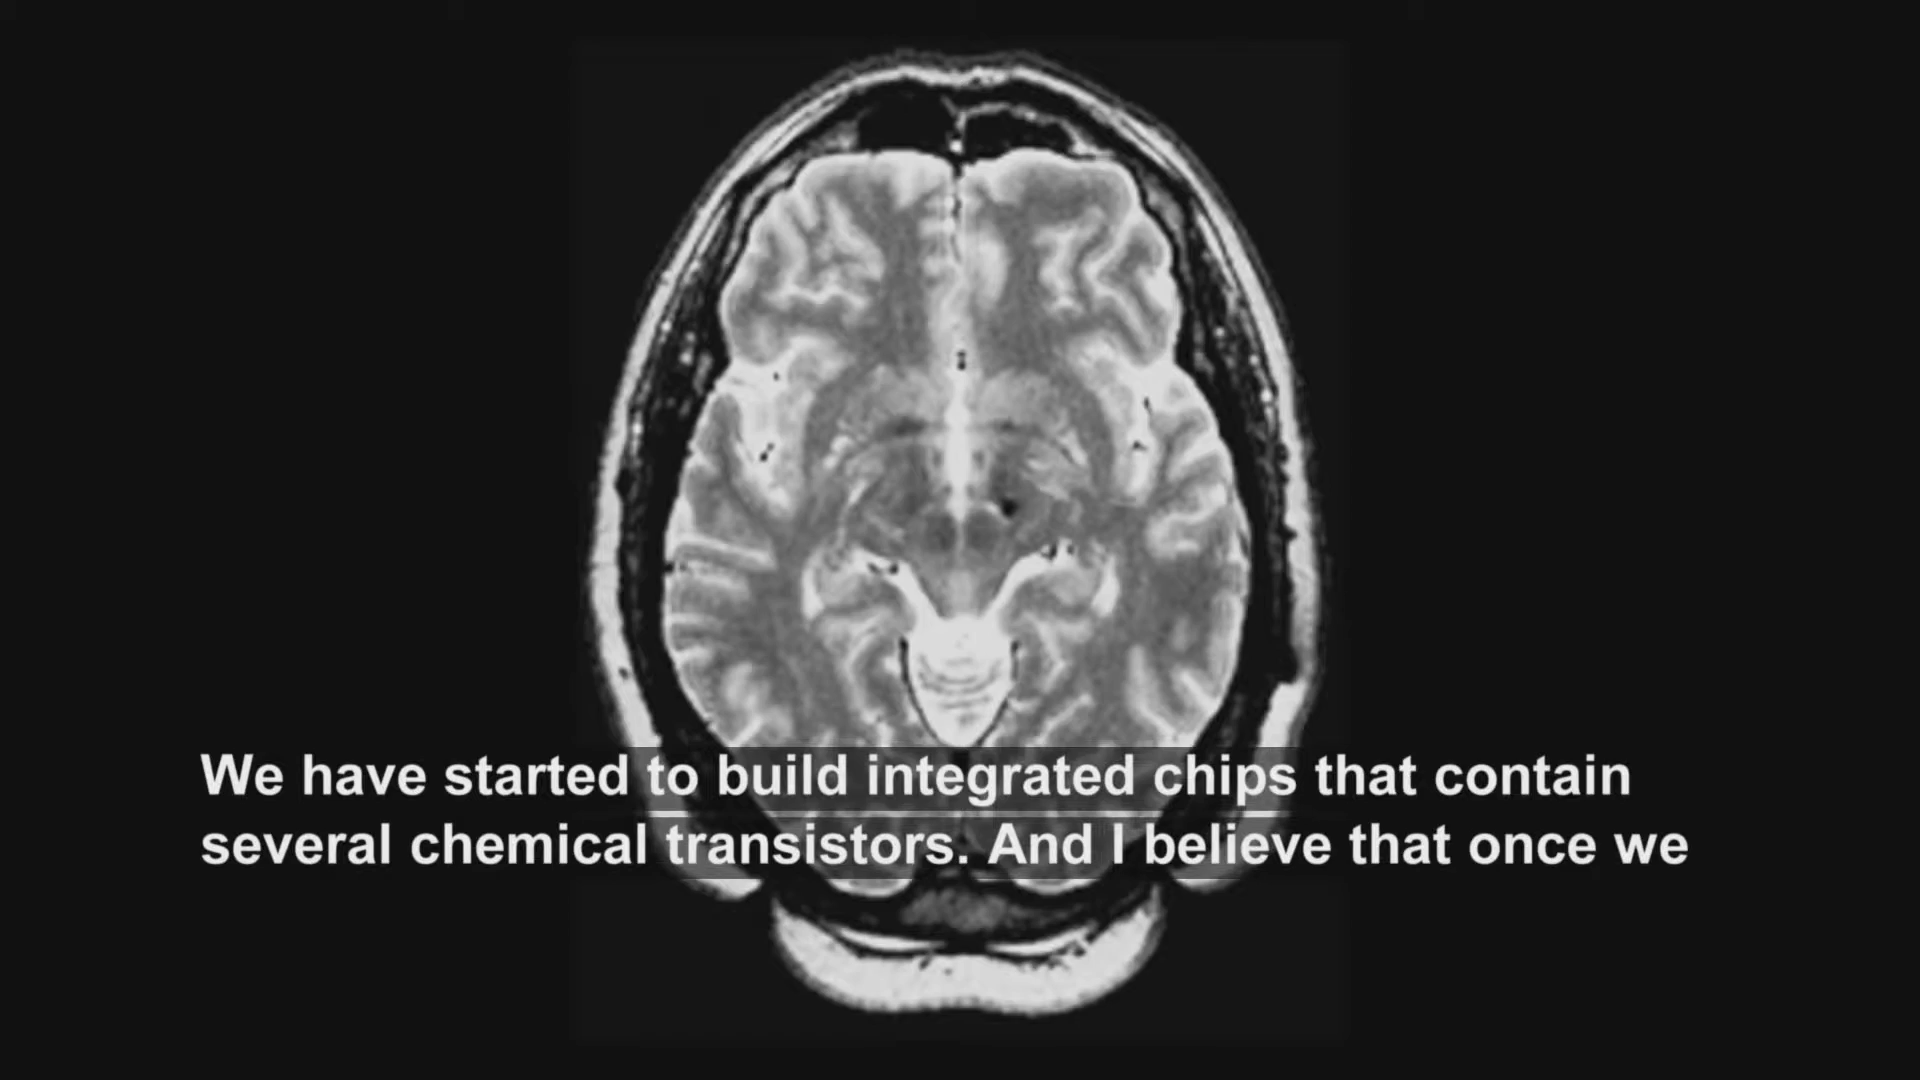 We have started to build integrated chips that contain
several chemical transistors. And I believe that once we